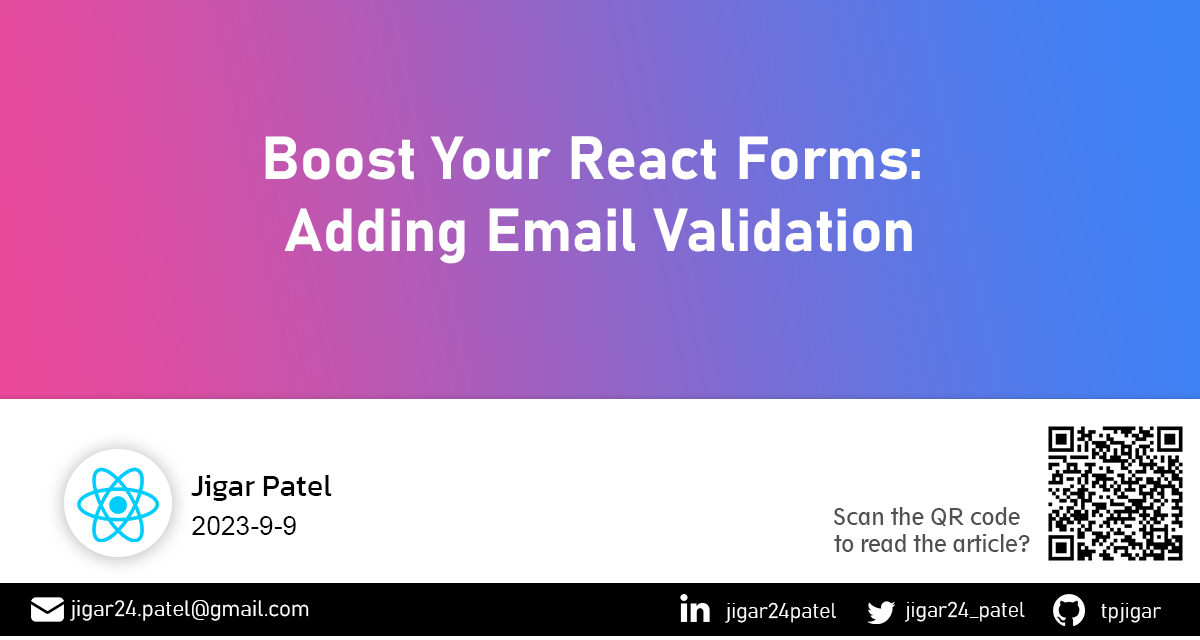 Boost Your React Forms:
Adding Email Validation
Jigar Patel
2023-9-9
Scan the QR code
to read the article?
jigar24.patel@gmail.com
in jigar24patel
jigar24_patel
tpjigar